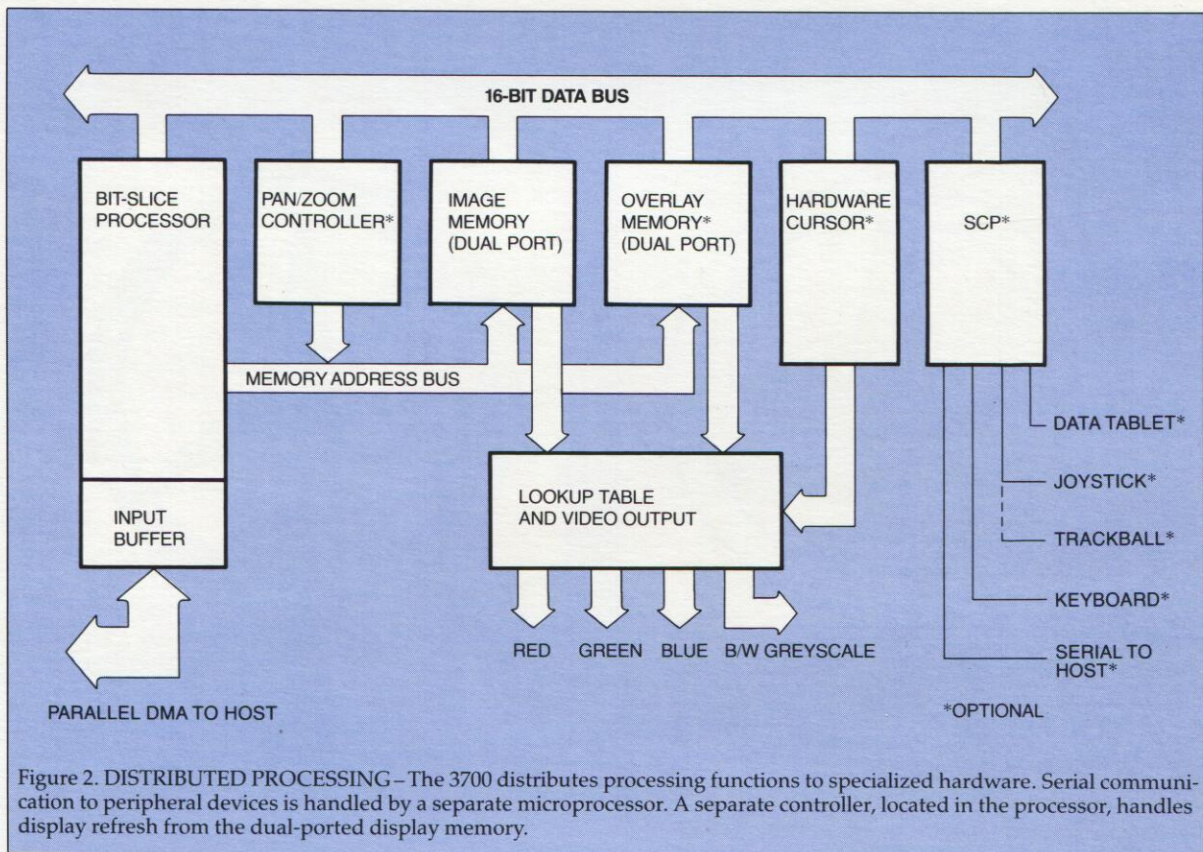 16-BIT DATA BUS
BIT-SLICE
PROCESSOR
PAN/ZOOM
CONTROLLER*
IMAGE
MEMORY
(DUAL PORT)
OVERLAY
MEMORY*
(DUAL PORT)
HARDWARE
CURSOR*
SCP*
MEMORY ADDRESS BUS
INPUT
BUFFER
LOOKUP TABLE
AND VIDEO OUTPUT
DATA TABLET*
JOYSTICK*
TRACKBALL*
KEYBOARD*
SERIAL TO
HOST*
RED
GREEN
BLUE
B/W GREYSCALE
PARALLEL DMA TO HOST
*OPTIONAL
Figure 2. DISTRIBUTED PROCESSING – The 3700 distributes processing functions to specialized hardware. Serial communi-
cation to peripheral devices is handled by a separate microprocessor. A separate controller, located in the processor, handles
display refresh from the dual-ported display memory.